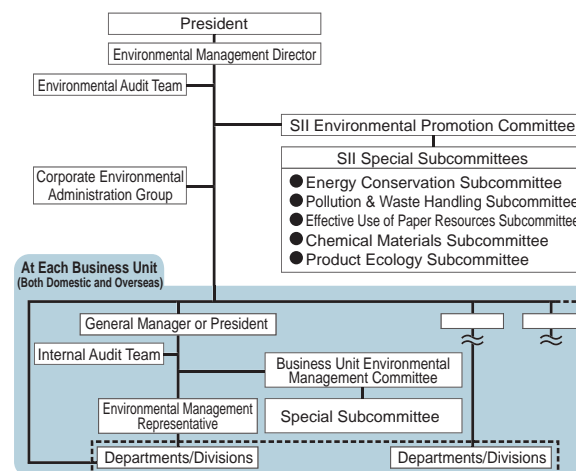 President
Environmental Management Director
Environmental Audit Team
SII Environmental Promotion Committee
SII Special Subcommittees
Corporate Environmental
Administration Group
●Energy Conservation Subcommittee
●Pollution & Waste Handling Subcommittee
●Effective Use of Paper Resources Subcommittee
●Chemical Materials Subcommittee
●Product Ecology Subcommittee
At Each Business Unit
(Both Domestic and Overseas)
General Manager or President
Internal Audit Team
Business Unit Environmental
Management Committee
Environmental Management
Representative
Special Subcommittee
Departments/Divisions
Departments/Divisions